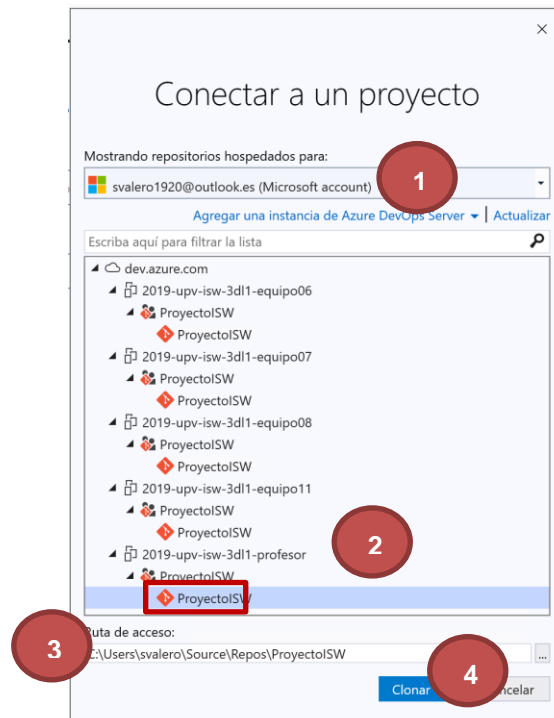 Conectar a un proyecto
Mostrando repositorios hospedados para:
svalero1920@outlook.es (Microsoft account)
1
Agregar una instancia de Azure DevOps Server | Actualizar
Escriba aquí para filtrar la lista
dev.azure.com
2019-upv-isw-3dl1-equipo06
ProyectoISW
ProyectoISW
2019-upv-isw-3dl1-equipo07
ProyectoISW
ProyectoISW
2019-upv-isw-3dl1-equipo08
ProyectoISW
ProyectoISW
2019-upv-isw-3dl1-equipo11
ProyectoISW
ProyectoISW
2
2019-upv-isw-3dl1-profesor
ProyectoISW
ProyectoISW
Ruta de acceso:
3
C:\Users\svalero\Source\Repos\ProyectoISW
...
4
Clonar
Cancelar